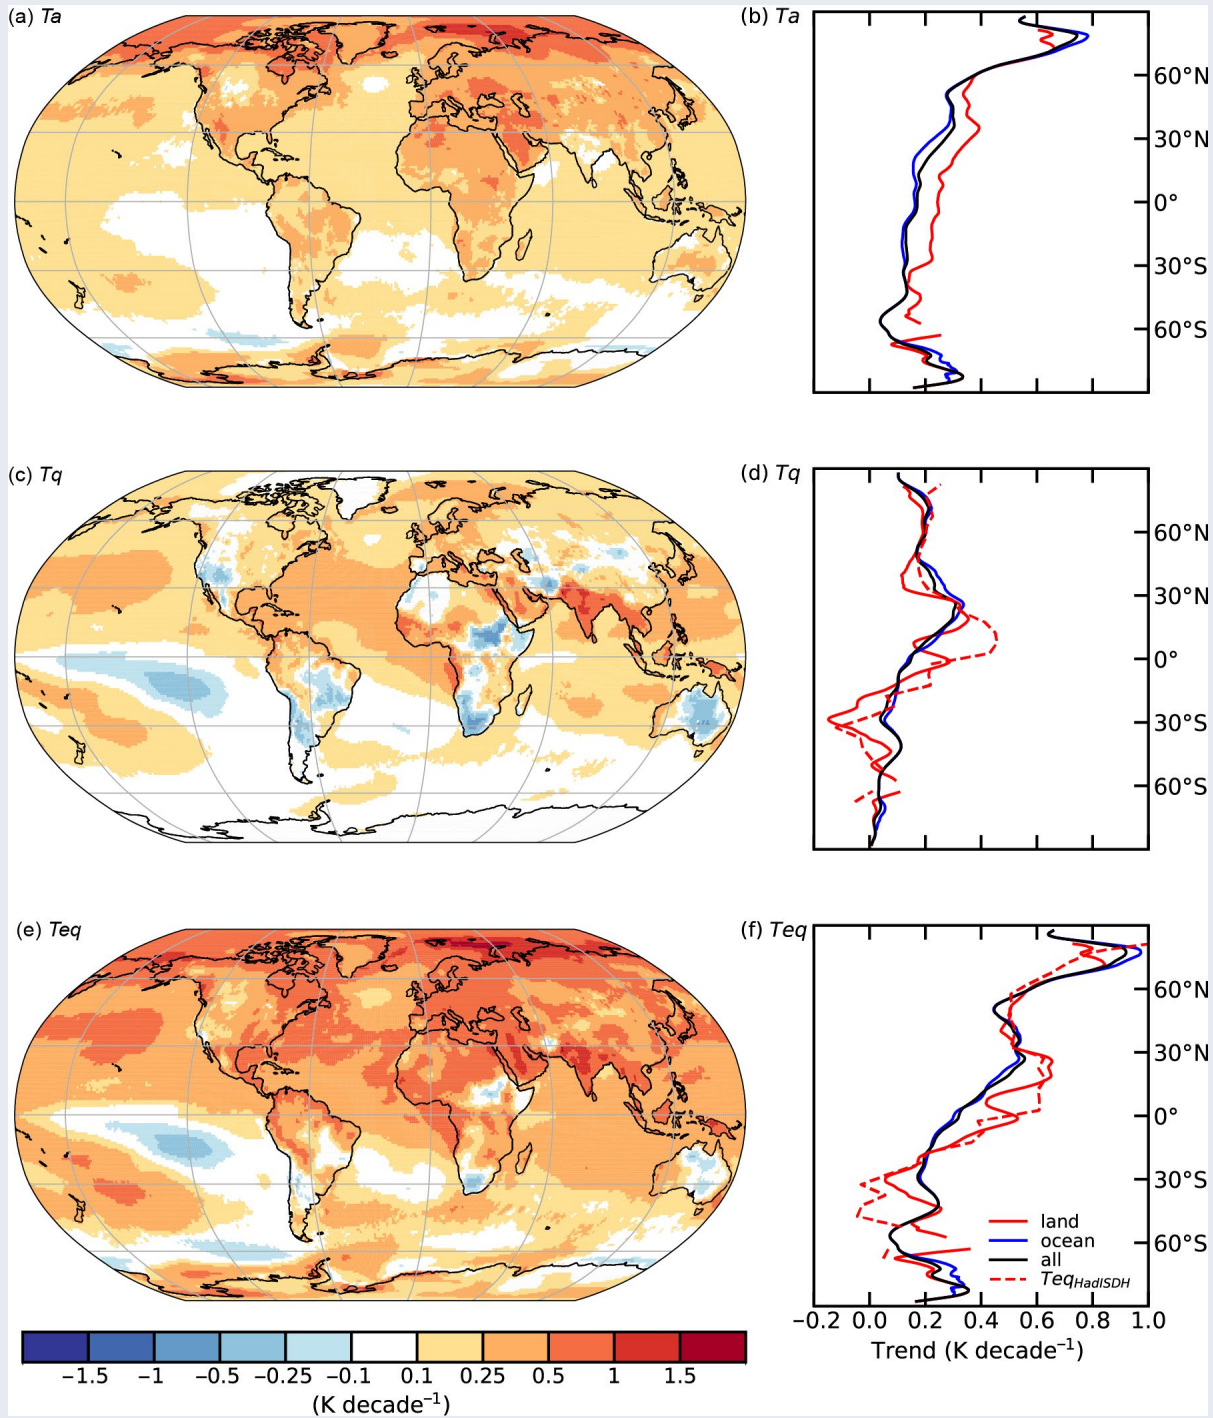 (a) Ta
(b) Ta
60°N
30°N
0°
30°S
60°S
(c) Tq
(d) Tq
60°N
30°N
0°
30°S
60°S
(e) Teq
(f) Teq
60°N
30°N
0°
30°S
60°S
land
ocean
all
TeqHadISDH
−0.2 0.0 0.2 0.4 0.6 0.8 1.0
Trend (K decade⁻¹)
−1.5 −1 −0.5 −0.25 −0.1 0.1 0.25 0.5 1 1.5
(K decade⁻¹)